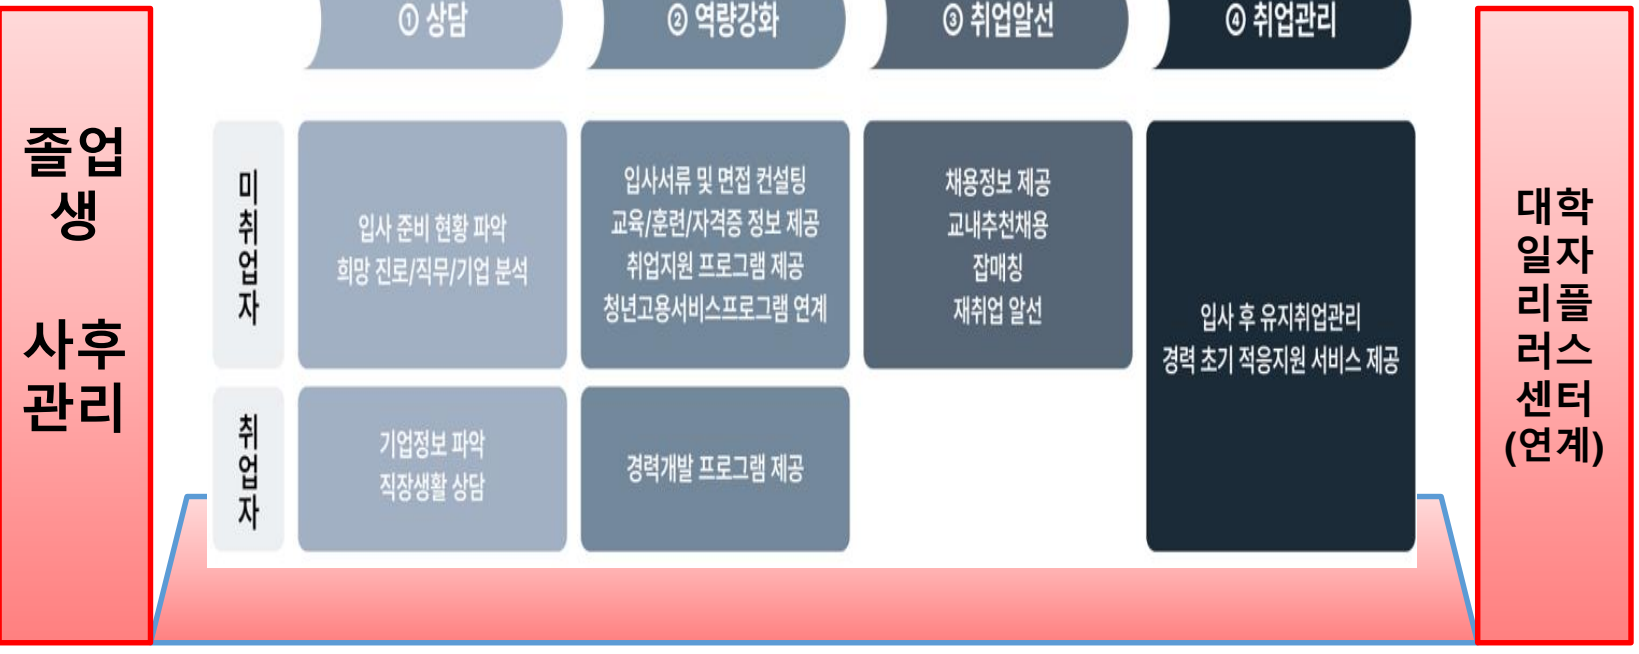 졸업
생
사후
관리
① 상담
② 역량강화
③ 취업알선
④ 취업관리
미
취
업
자
입사 준비 현황 파악
희망 진로/직무/기업 분석
입사서류 및 면접 컨설팅
교육/훈련/자격증 정보 제공
취업지원 프로그램 제공
청년고용서비스프로그램 연계
채용정보 제공
교내추천채용
잡매칭
재취업 알선
입사 후 유지취업관리
경력 초기 적응지원 서비스 제공
취
업
자
기업정보 파악
직장생활 상담
경력개발 프로그램 제공
대학
일자
리플
러스
센터
(연계)